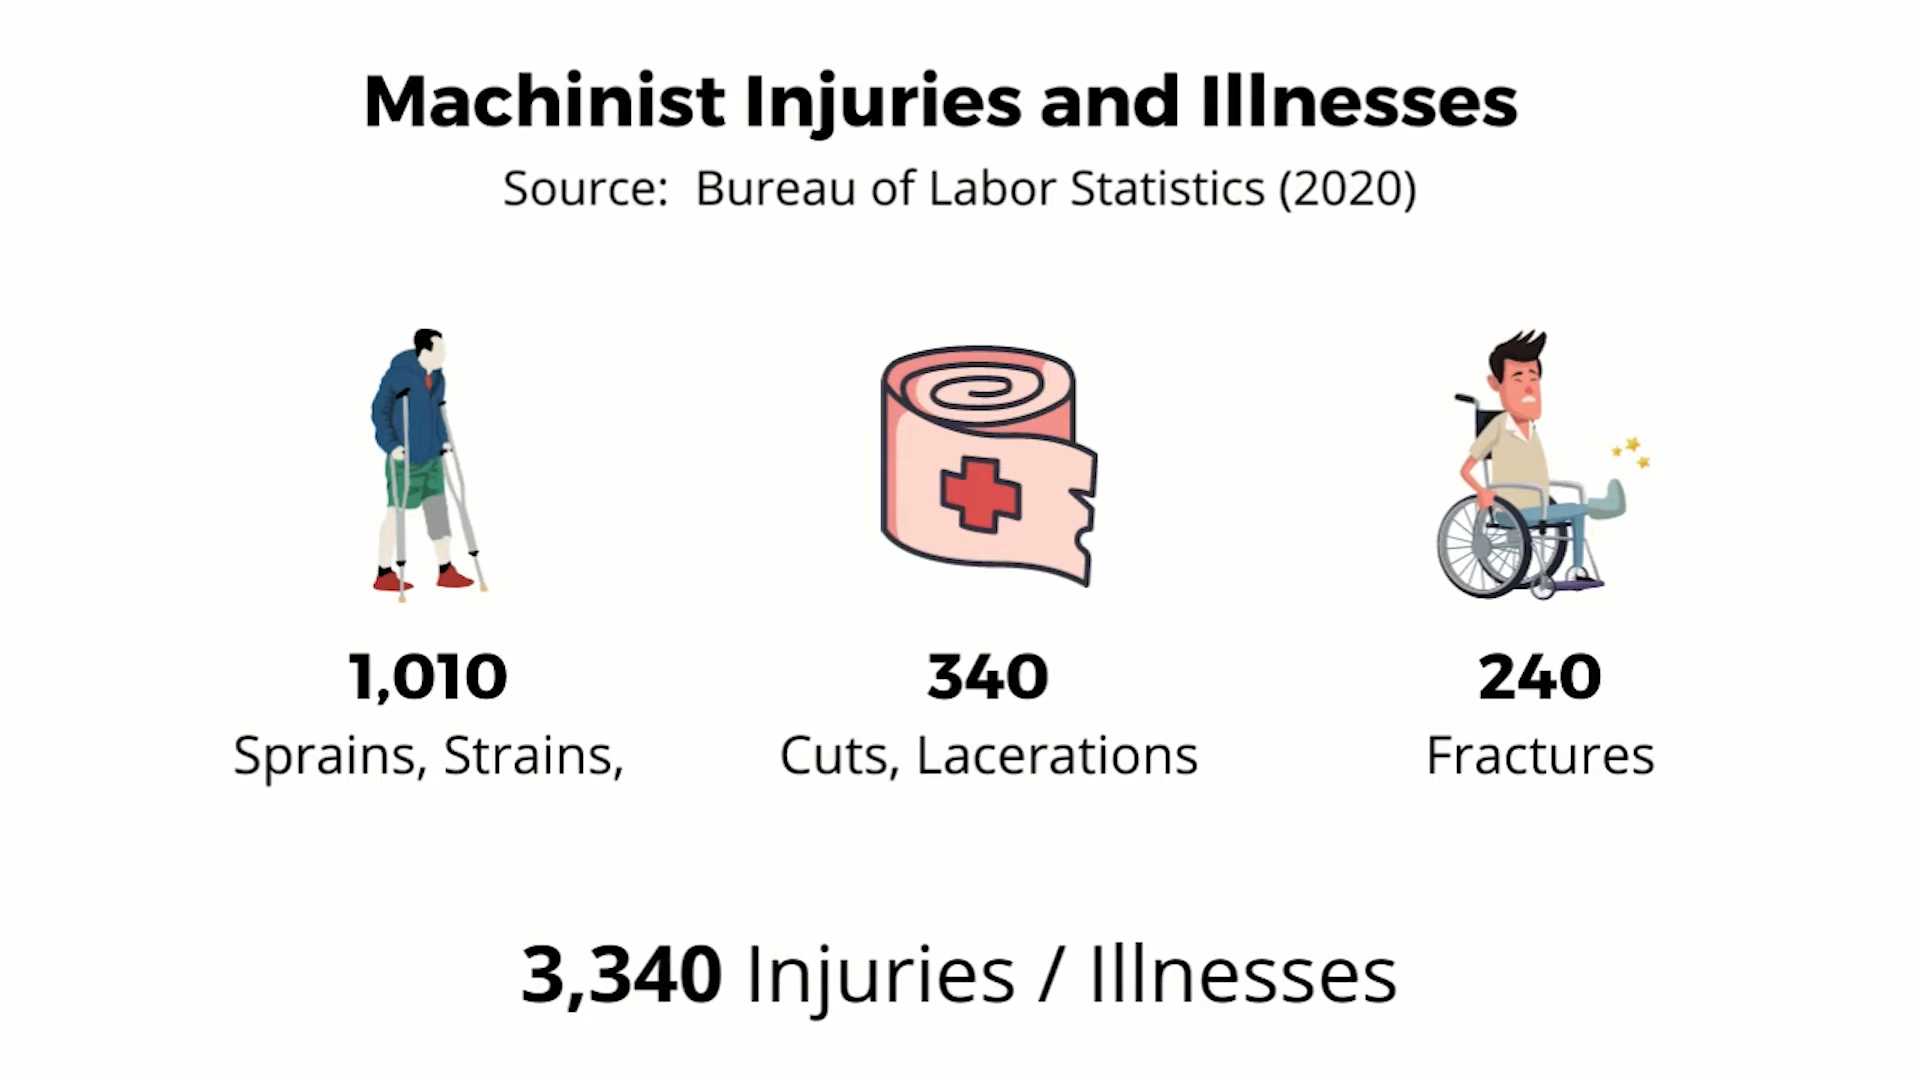 Machinist Injuries and Illnesses
Source: Bureau of Labor Statistics (2020)
1,010
Sprains, Strains,
340
Cuts, Lacerations
240
Fractures
3,340 Injuries / Illnesses